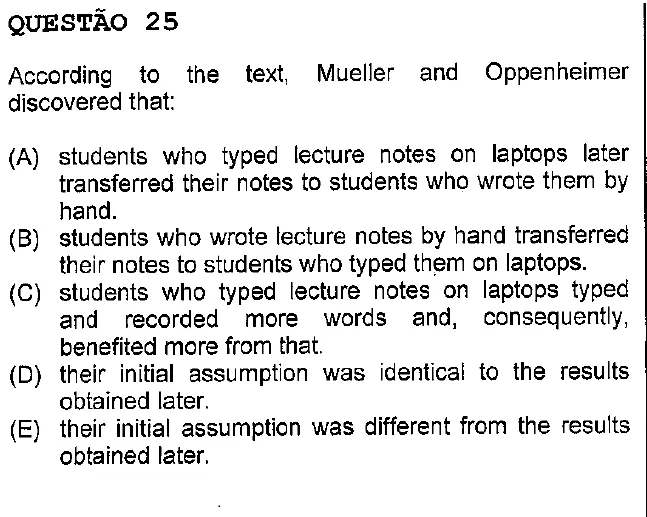 QUESTÃO 25
According to the text, Mueller and Oppenheimer
discovered that:
(A) students who typed lecture notes on laptops later
transferred their notes to students who wrote them by
hand.
(B) students who wrote lecture notes by hand transferred
their notes to students who typed them on laptops.
(C) students who typed lecture notes on laptops typed
and recorded more words and, consequently,
benefited more from that.
(D) their initial assumption was identical to the results
obtained later.
(E) their initial assumption was different from the results
obtained later.